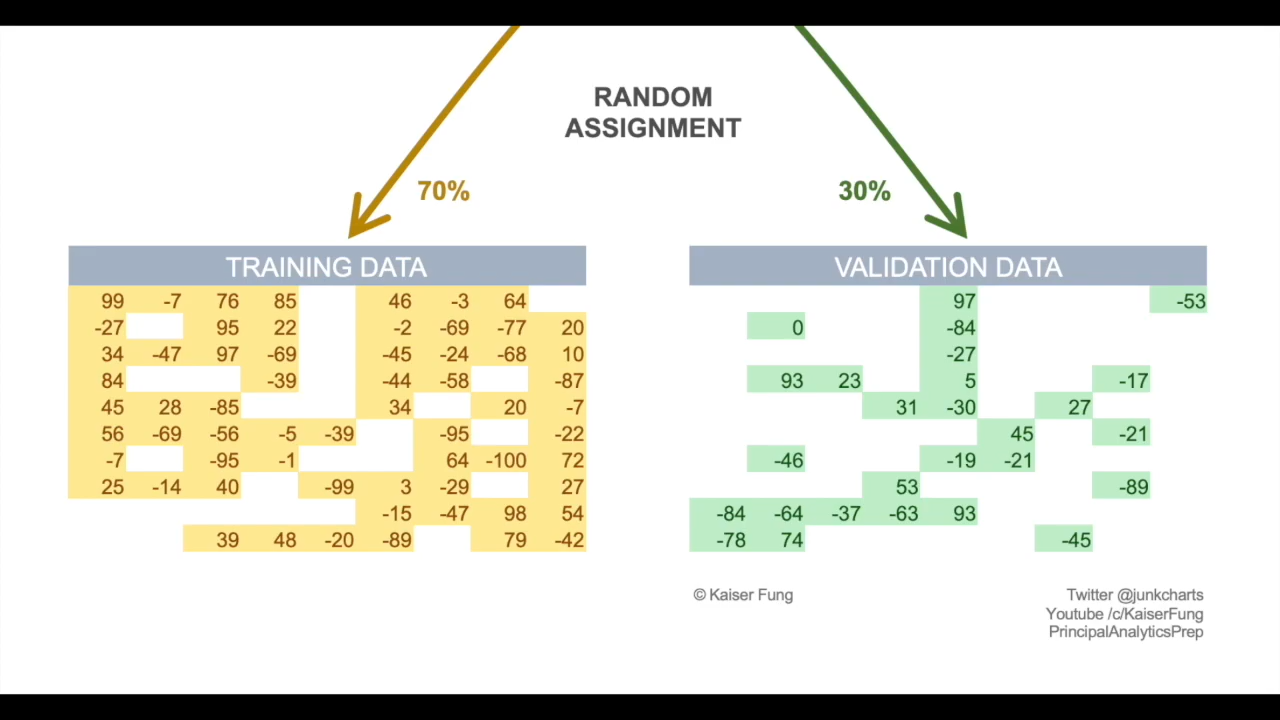 RANDOM
ASSIGNMENT
70%
30%
TRAINING DATA
99 -7 76 85 46 -3 64
-27 95 22 -2 -69 -77 20
34 -47 97 -69 -45 -24 -68 10
84 -39 -44 -58 -87
45 28 -85 34 20 -7
56 -69 -56 -5 -39 -95 -22
-7 -95 -1 64 -100 72
25 -14 40 -99 3 -29 27
-15 -47 98 54
39 48 -20 -89 79 -42
VALIDATION DATA
97 -53
0 -84
-27
93 23 5 -17
31 -30 27
45 -21
-46 -19 -21
53 -89
-84 -64 -37 -63 93
-78 74 -45
© Kaiser Fung
Twitter @junkcharts
Youtube /c/KaiserFung
PrincipalAnalyticsPrep